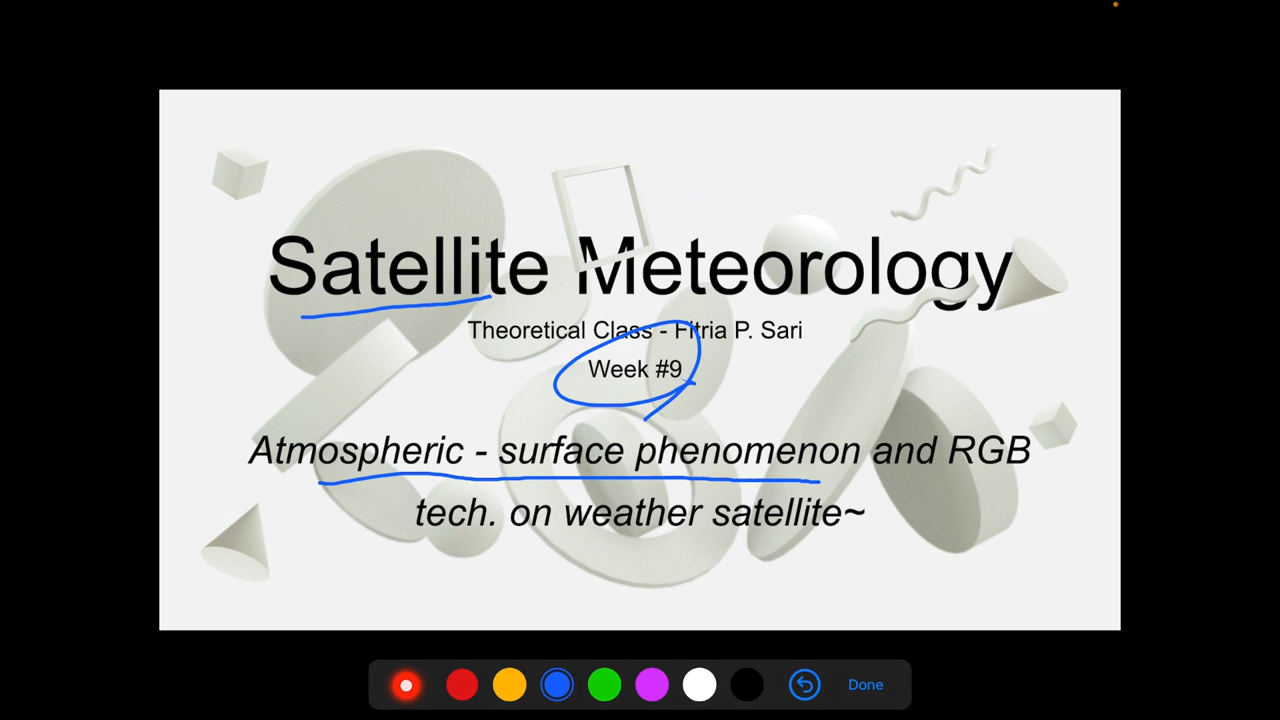 Satellite Meteorology
Theoretical Class - Fitria P. Sari
Week #9
Atmospheric - surface phenomenon and RGB
tech. on weather satellite~
Done